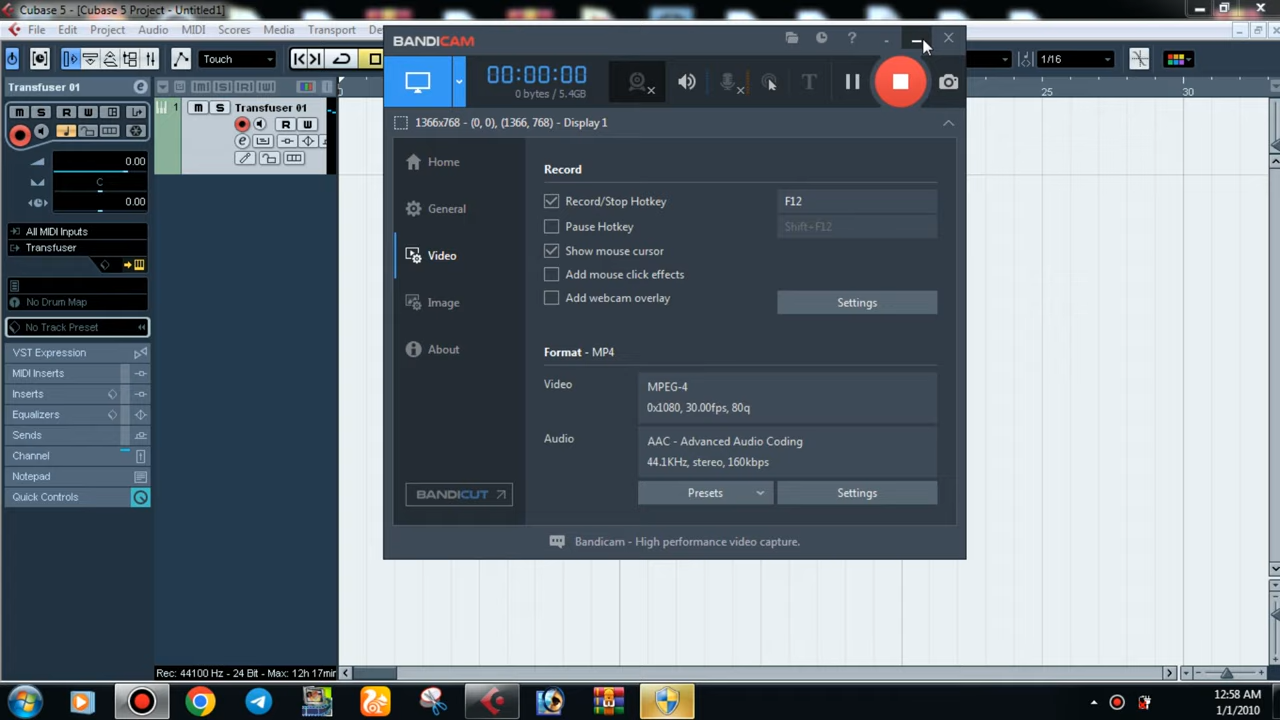 Cubase 5 - [Cubase 5 Project - Untitled1]
File Edit Project Audio MIDI Scores Media Transport
BANDICAM
Touch
00:00:00
0 bytes / 5.4GB
T
1/16
Transfuser 01
1366x768 - (0, 0), (1366, 768) - Display 1
25
30
M S
1 M S Transfuser 01
R W
e
0.00
C
0.00
All MIDI Inputs
Transfuser
No Drum Map
No Track Preset
VST Expression
MIDI Inserts
Inserts
Equalizers
Sends
Channel
Notepad
Quick Controls
Home
General
Video
Image
About
BANDICUT
Record
Record/Stop Hotkey F12
Pause Hotkey Shift+F12
Show mouse cursor
Add mouse click effects
Add webcam overlay Settings
Format - MP4
Video MPEG-4
0x1080, 30.00fps, 80q
Audio AAC - Advanced Audio Coding
44.1KHz, stereo, 160kbps
Presets Settings
Bandicam - High performance video capture.
Rec: 44100 Hz - 24 Bit - Max: 12h 17min
12:58 AM
1/1/2010